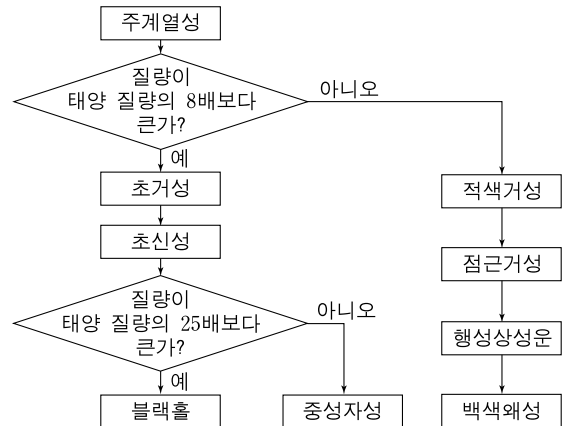 주계열성
질량이
태양 질량의 8배보다
큰가?
아니오
예
초거성
적색거성
초신성
점근거성
질량이
태양 질량의 25배보다
큰가?
아니오
행성상성운
예
블랙홀
중성자성
백색왜성